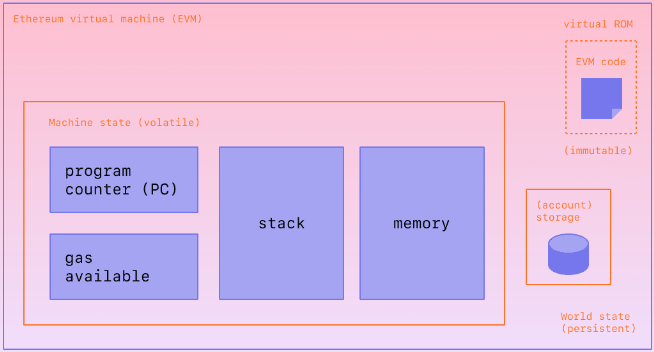 Ethereum virtual machine (EVM)
virtual ROM
EVM code
(immutable)
Machine state (volatile)
program
counter (PC)
gas
available
stack
memory
(account)
storage
World state
(persistent)